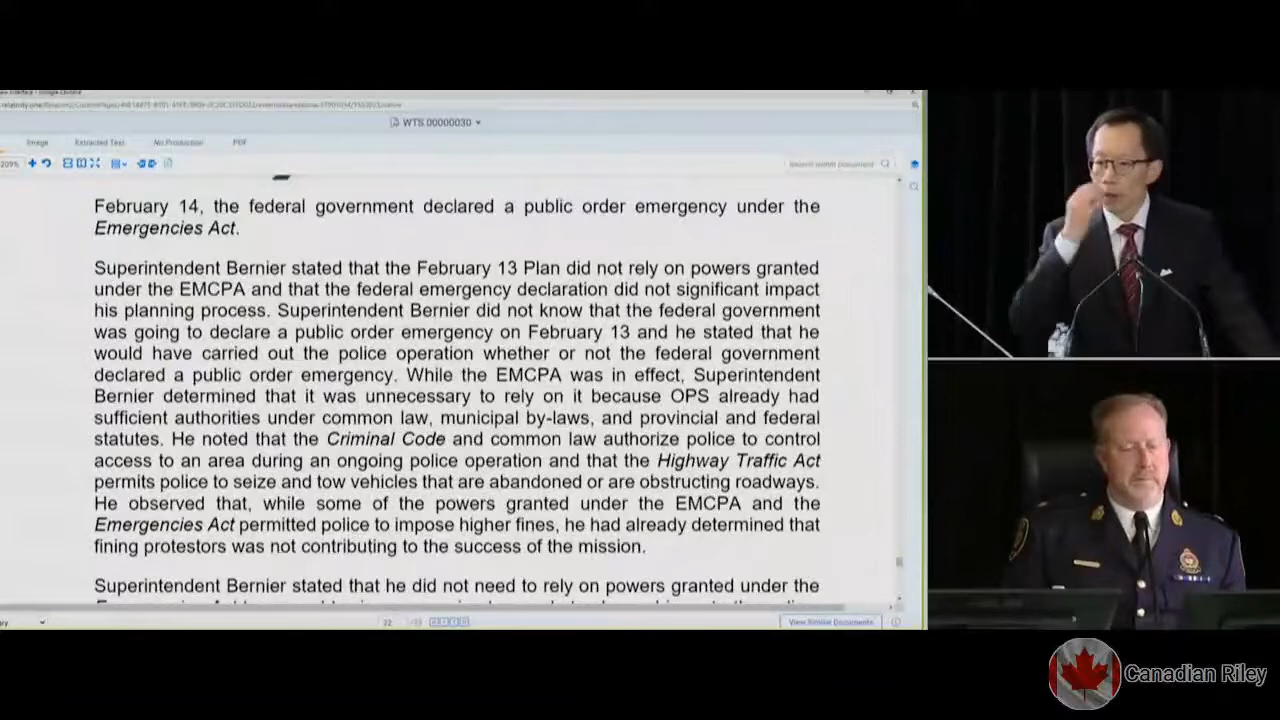 WTS.00000030
Image Extracted Text No Production PDF
209%
Search within document
February 14, the federal government declared a public order emergency under the
Emergencies Act.
Superintendent Bernier stated that the February 13 Plan did not rely on powers granted
under the EMCPA and that the federal emergency declaration did not significant impact
his planning process. Superintendent Bernier did not know that the federal government
was going to declare a public order emergency on February 13 and he stated that he
would have carried out the police operation whether or not the federal government
declared a public order emergency. While the EMCPA was in effect, Superintendent
Bernier determined that it was unnecessary to rely on it because OPS already had
sufficient authorities under common law, municipal by-laws, and provincial and federal
statutes. He noted that the Criminal Code and common law authorize police to control
access to an area during an ongoing police operation and that the Highway Traffic Act
permits police to seize and tow vehicles that are abandoned or are obstructing roadways.
He observed that, while some of the powers granted under the EMCPA and the
Emergencies Act permitted police to impose higher fines, he had already determined that
fining protestors was not contributing to the success of the mission.
Superintendent Bernier stated that he did not need to rely on powers granted under the
22
View Similar Documents
Canadian Riley